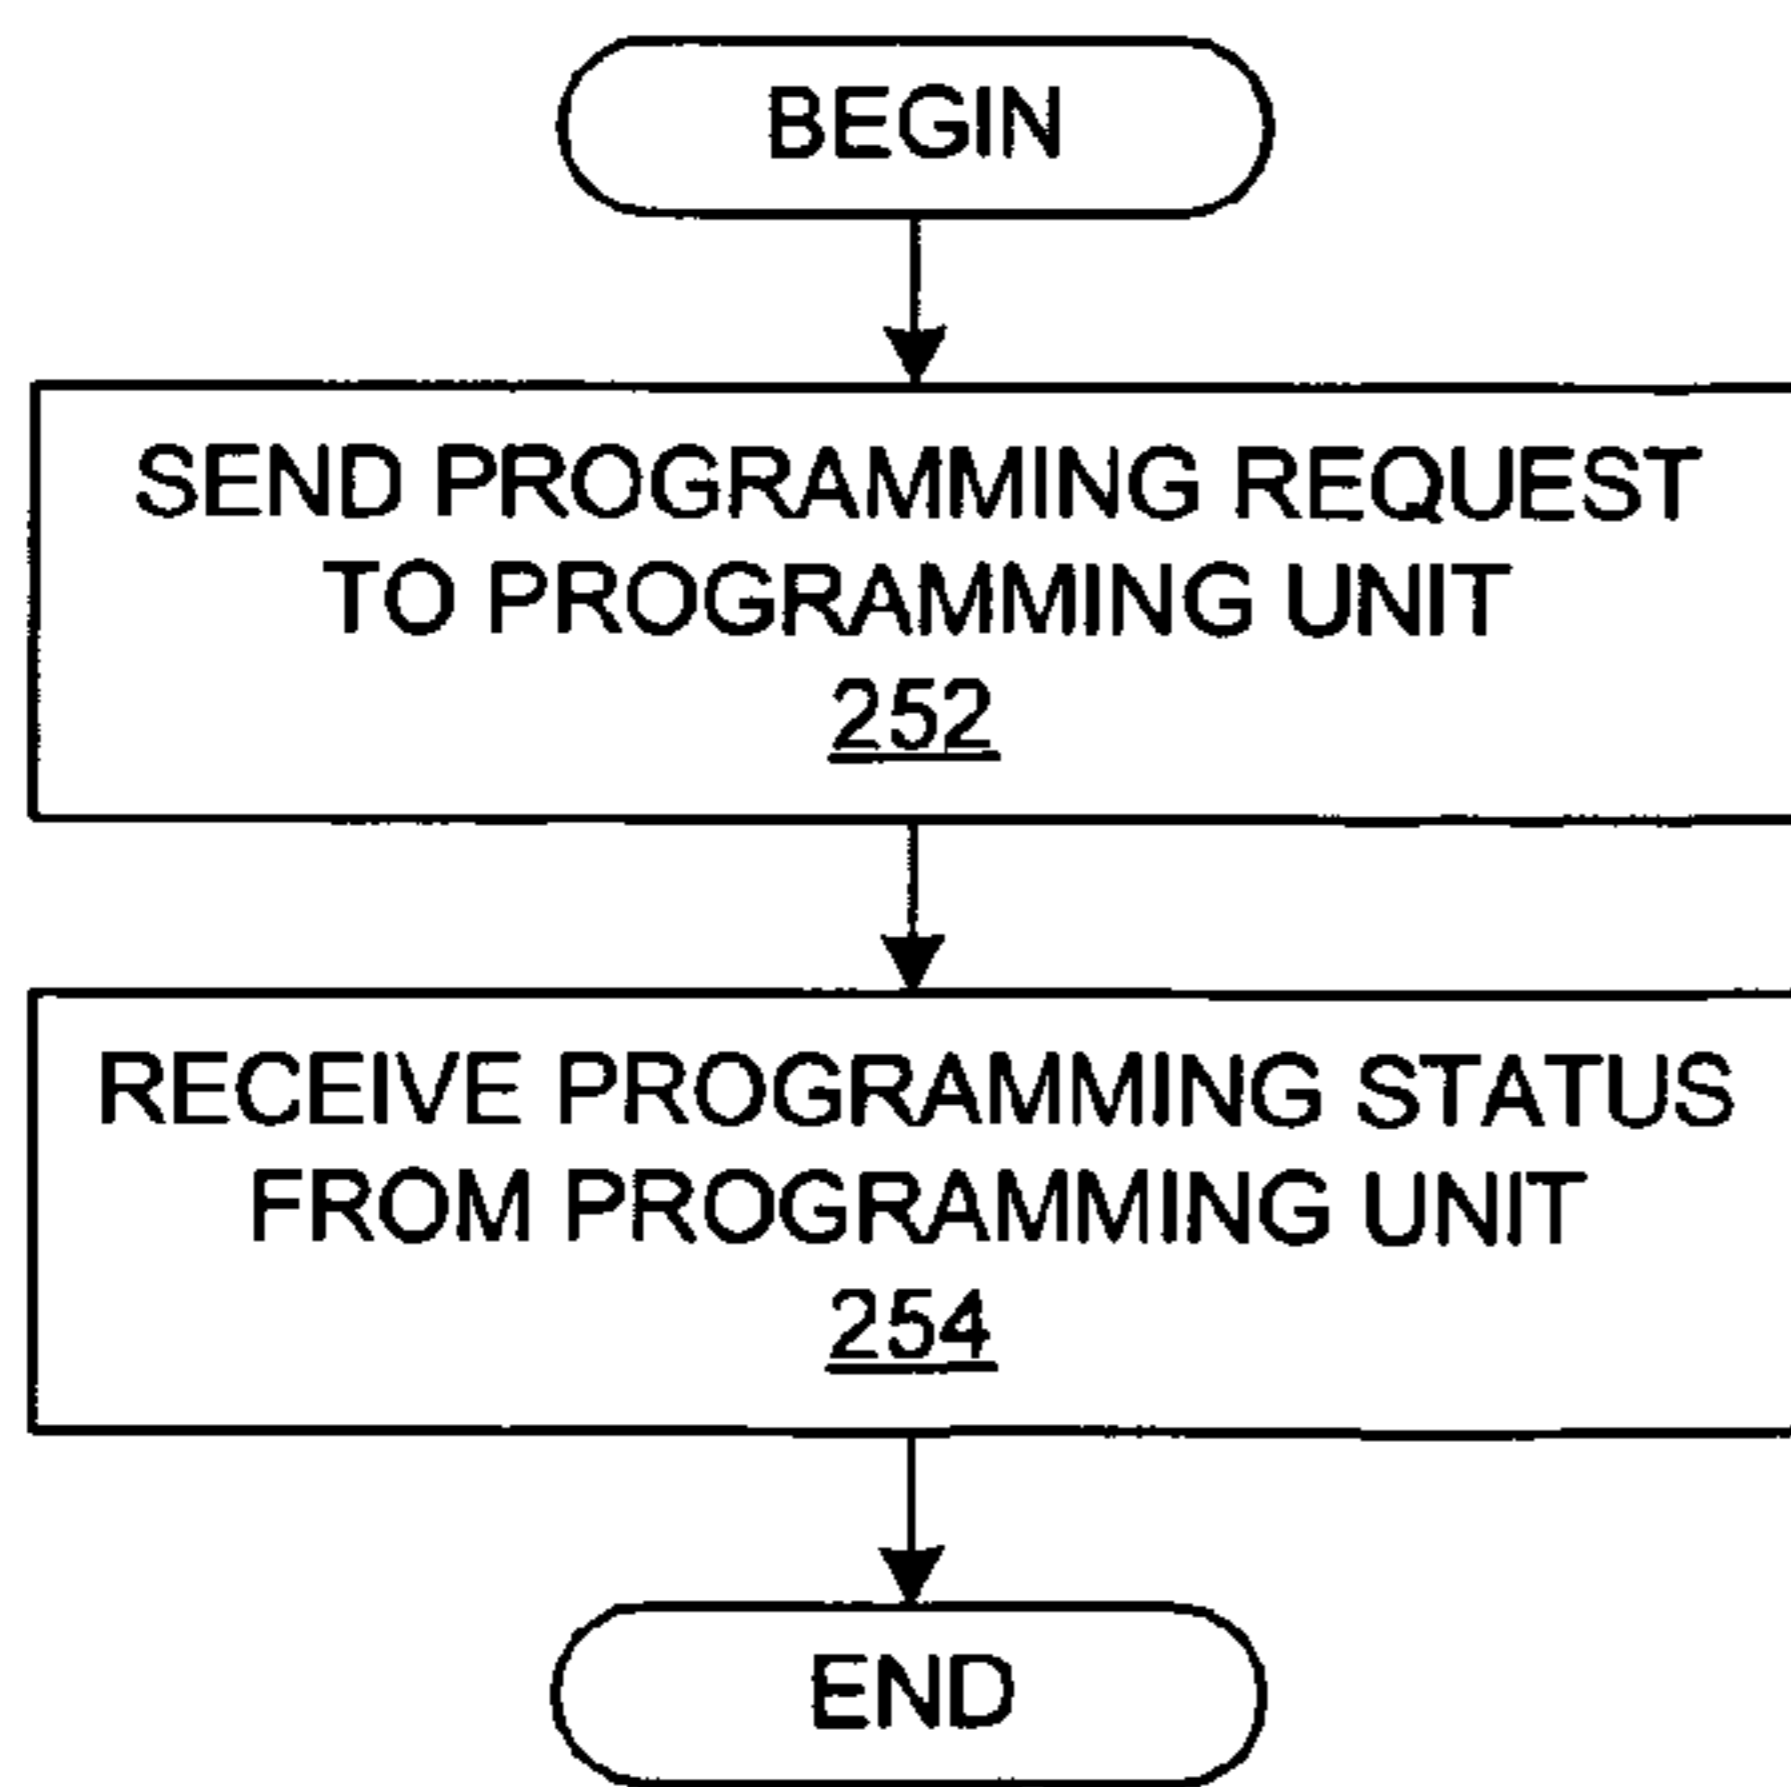 BEGIN
SEND PROGRAMMING REQUEST
TO PROGRAMMING UNIT
252
RECEIVE PROGRAMMING STATUS
FROM PROGRAMMING UNIT
254
END